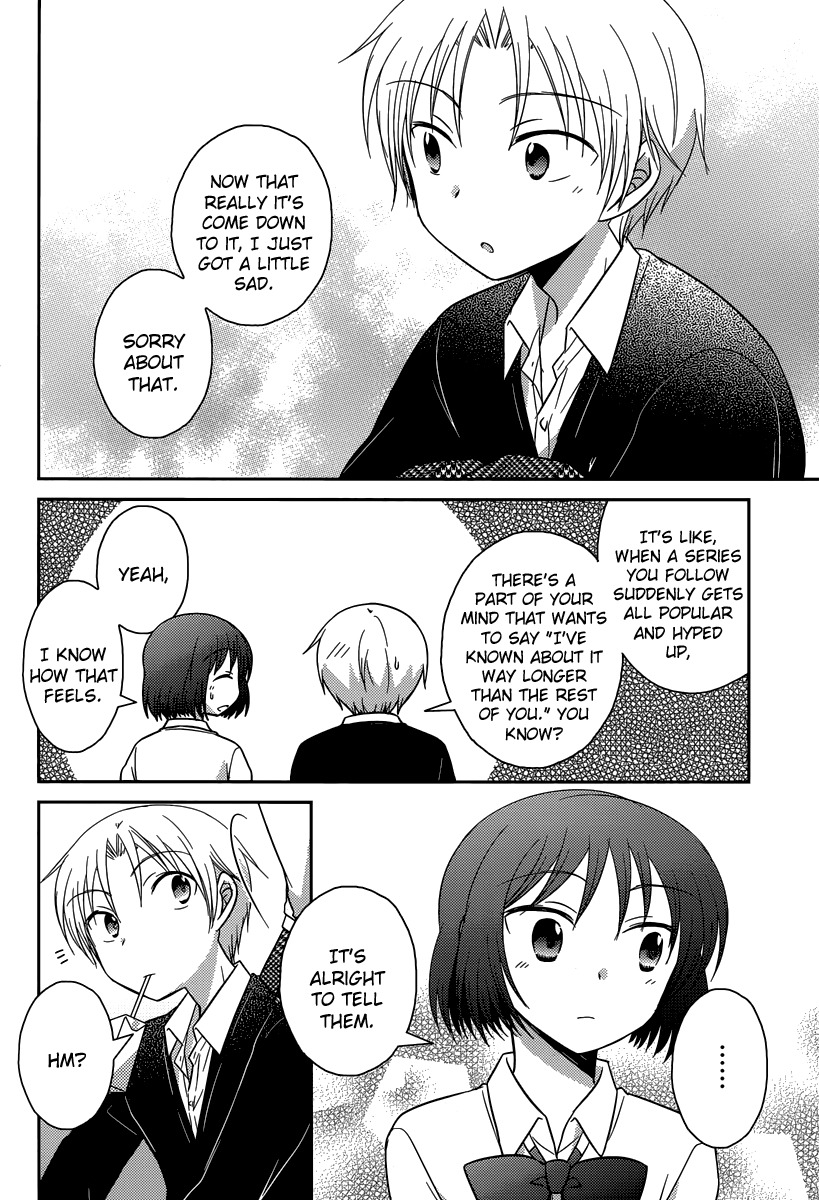 NOW THAT
REALLY IT'S
COME DOWN
TO IT, I JUST
GOT A LITTLE
SAD.
SORRY
ABOUT
THAT.
IT'S LIKE,
WHEN A SERIES
YOU FOLLOW
SUDDENLY GETS
ALL POPULAR
AND HYPED
UP,
THERE'S A
PART OF YOUR
MIND THAT WANTS
TO SAY "I'VE
KNOWN ABOUT IT
WAY LONGER
THAN THE REST
OF YOU." YOU
KNOW?
YEAH,
I KNOW
HOW THAT
FEELS.
......
IT'S
ALRIGHT
TO TELL
THEM.
HM?